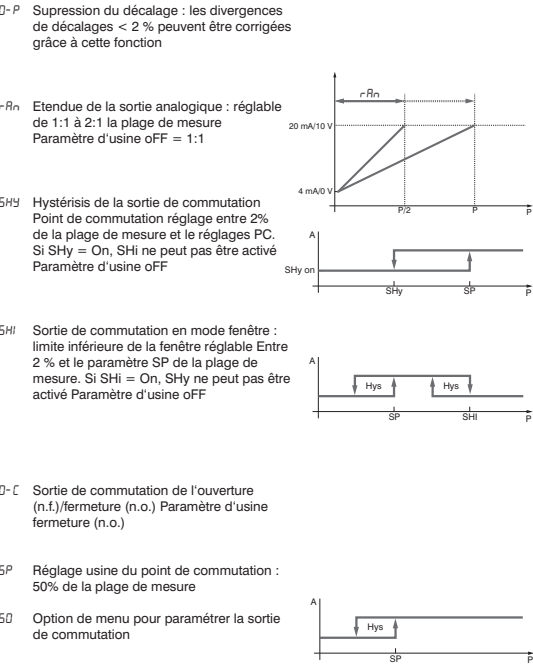 0-P Supression du décalage : les divergences
de décalages < 2 % peuvent être corrigées
grâce à cette fonction
rAn Etendue de la sortie analogique : réglable
de 1:1 à 2:1 la plage de mesure
Paramètre d'usine oFF = 1:1
rAn
20 mA/10 V
4 mA/0 V
P/2 P P
SHY Hystérisis de la sortie de commutation
Point de commutation réglage entre 2%
de la plage de mesure et le réglages PC.
Si SHy = On, SHi ne peut pas être activé
Paramètre d'usine oFF
A
SHy on
SHy SP P
SHI Sortie de commutation en mode fenêtre :
limite inférieure de la fenêtre réglable Entre
2 % et le paramètre SP de la plage de
mesure. Si SHi = On, SHy ne peut pas être
activé Paramètre d'usine oFF
A
Hys Hys
SP SHI P
0-C Sortie de commutation de l'ouverture
(n.f.)/fermeture (n.o.) Paramètre d'usine
fermeture (n.o.)
SP Réglage usine du point de commutation :
50% de la plage de mesure
SO Option de menu pour paramétrer la sortie
de commutation
A
Hys
SP P